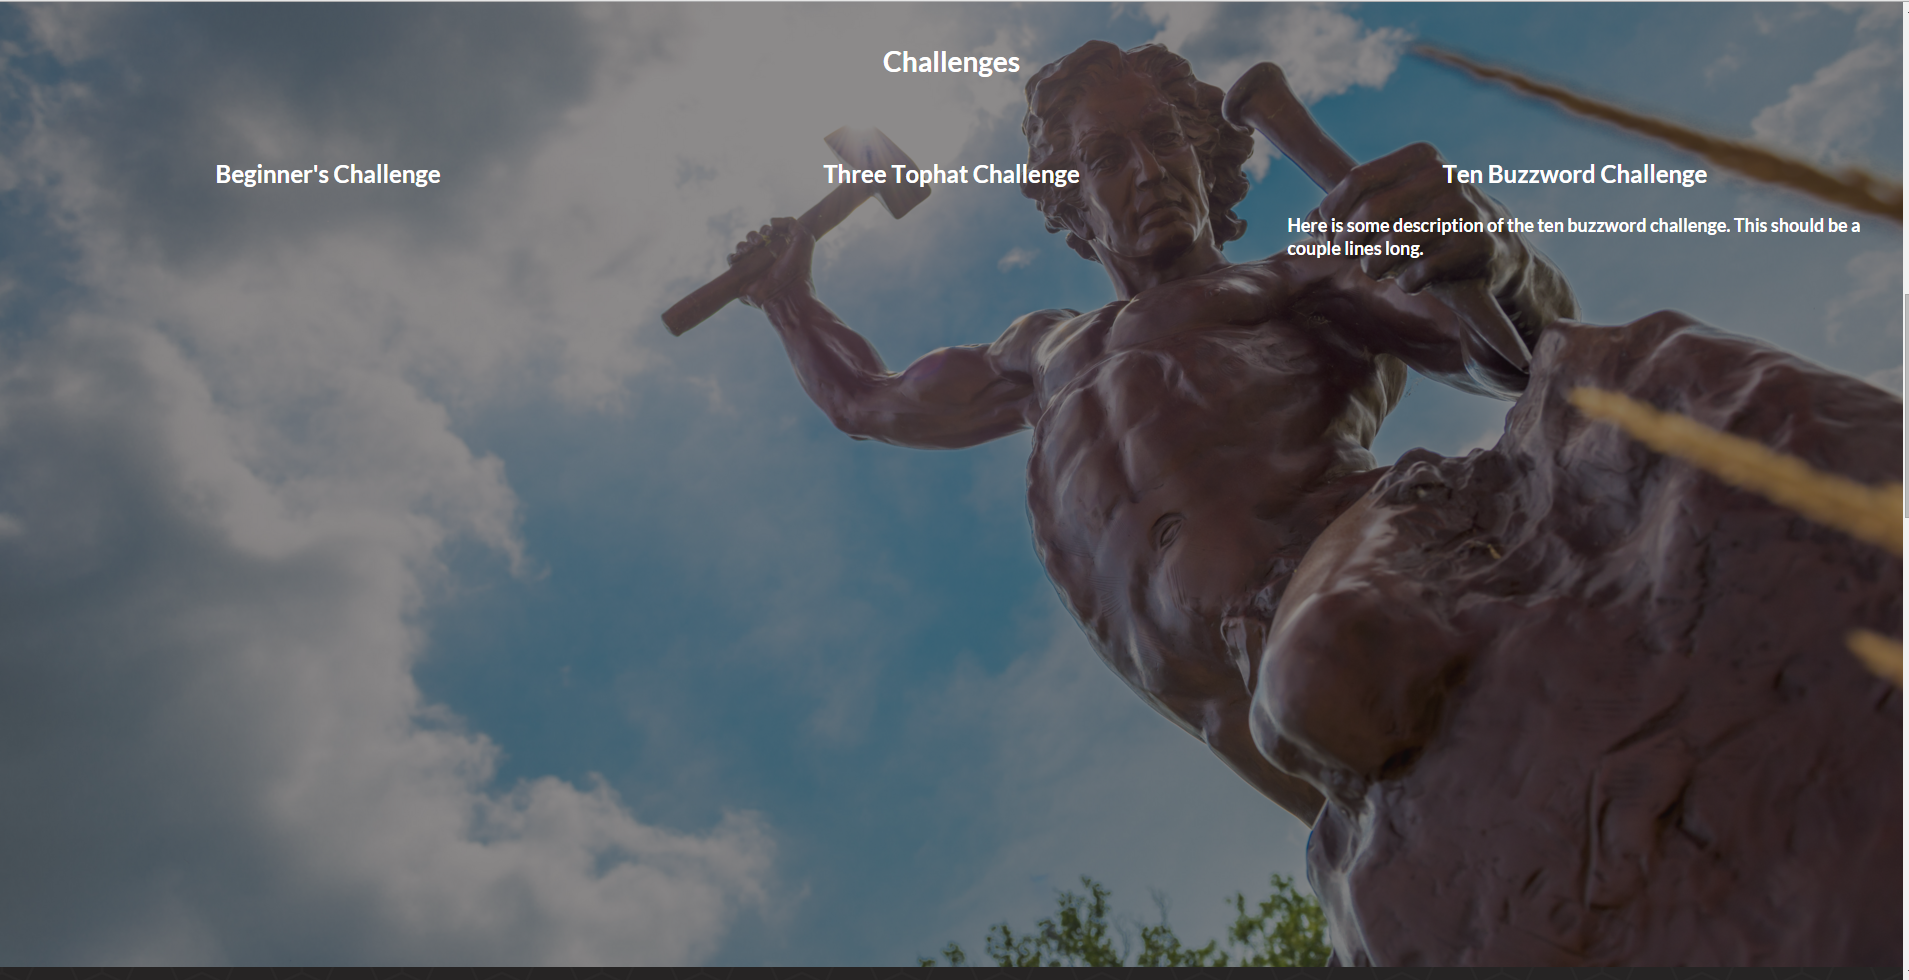 Challenges
Beginner's Challenge
Three Tophat Challenge
Ten Buzzword Challenge
Here is some description of the ten buzzword challenge. This should be a
couple lines long.